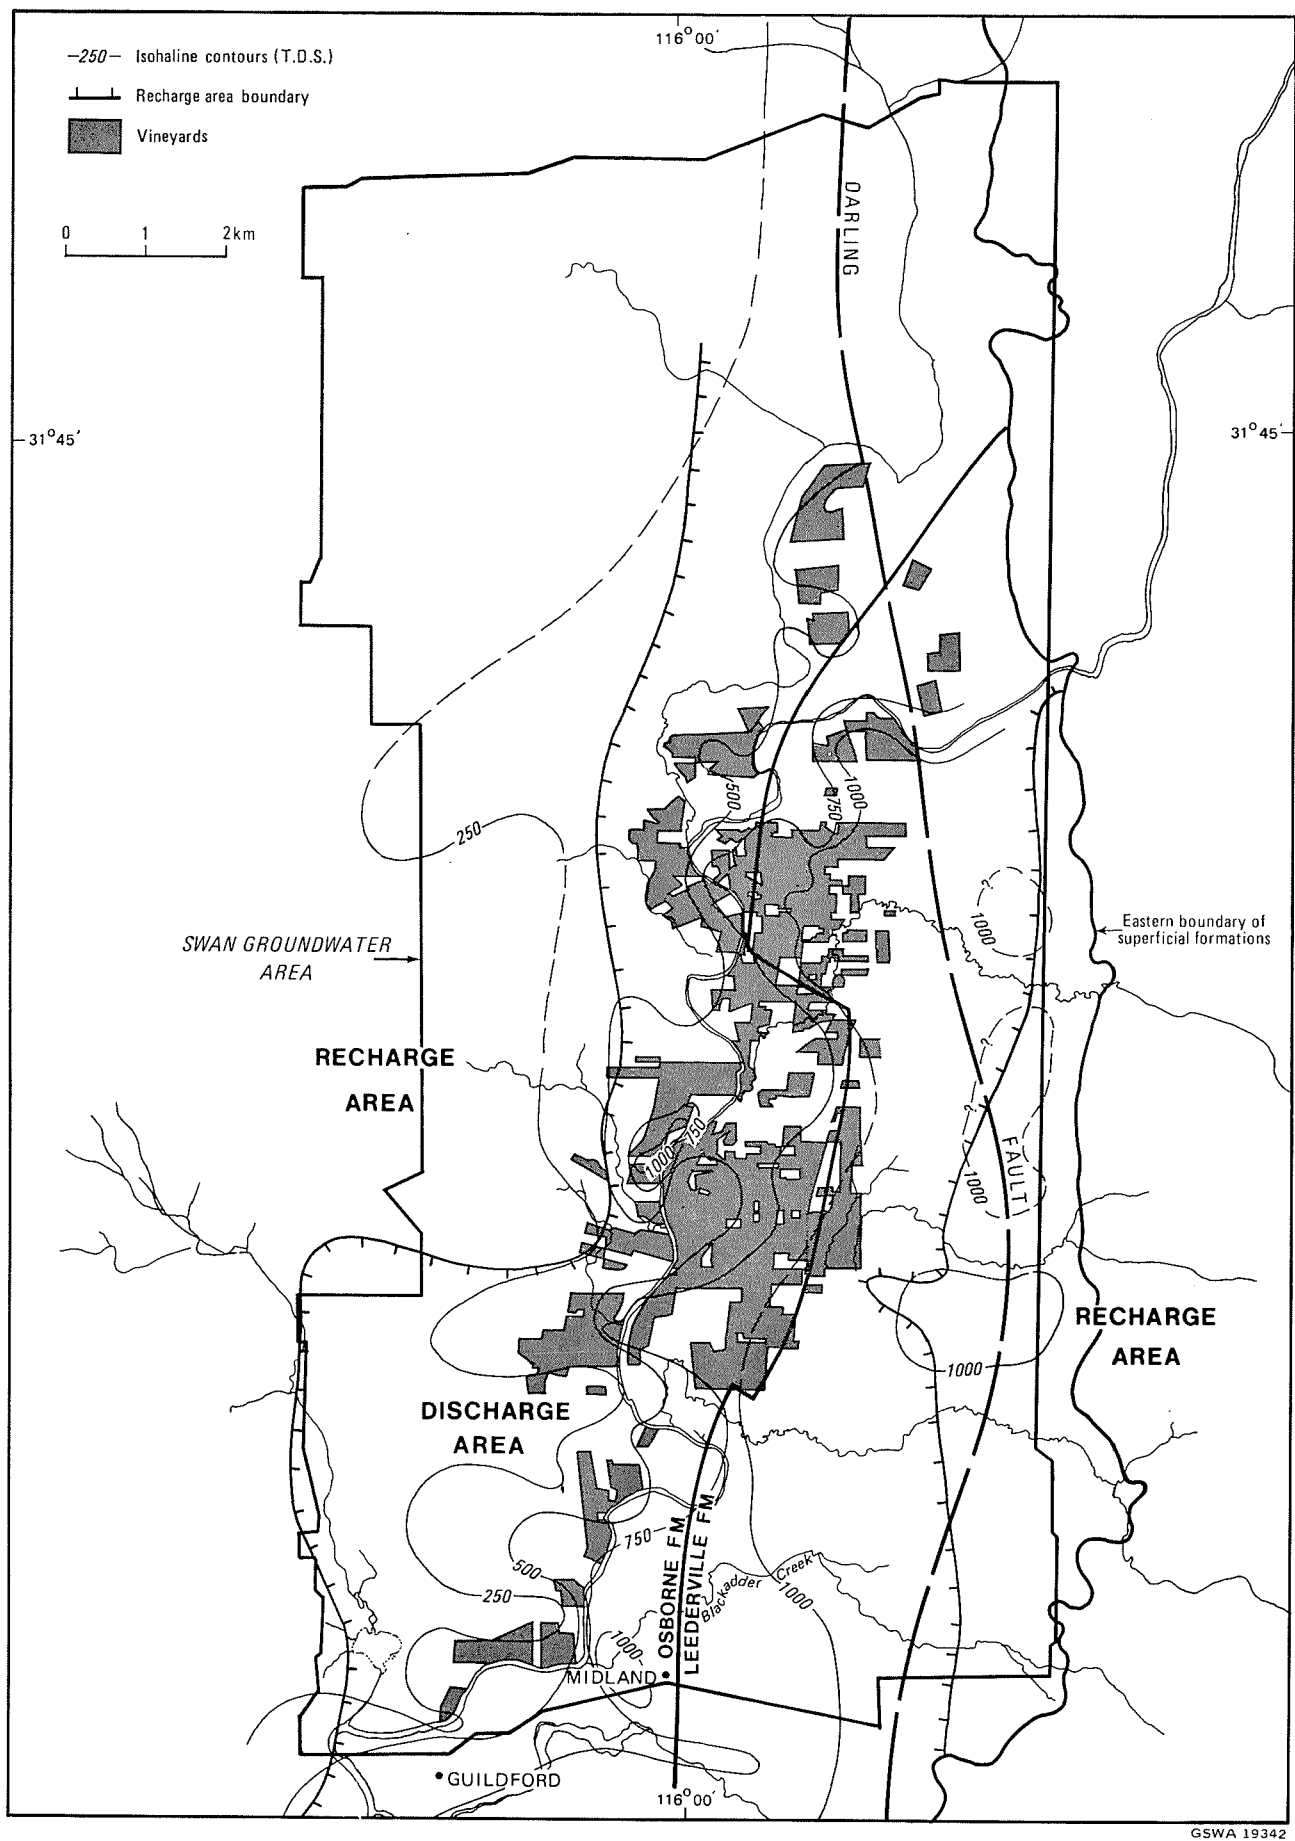 116°00'
—250— Isohaline contours (T.D.S.)
Recharge area boundary
Vineyards
0 1 2km
DARLING
31°45'
31°45'
500
750
1000
250
1000
?
Eastern boundary of
superficial formations
SWAN GROUNDWATER
AREA
RECHARGE
AREA
?
?
750
1000
FAULT
1000
RECHARGE
AREA
1000
DISCHARGE
AREA
OSBORNE FM
LEEDERVILLE FM
750
500
250
Blackadder Creek
1000
1000
MIDLAND
GUILDFORD
116°00'
GSWA 19342